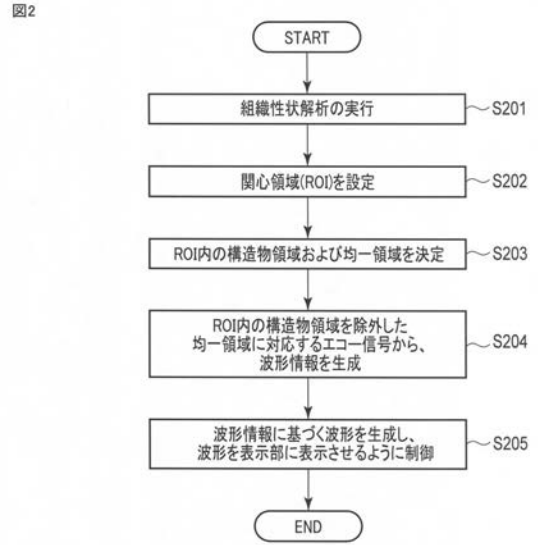 図2
START
組織性状解析の実行
S201
関心領域(ROI)を設定
S202
ROI内の構造物領域および均一領域を決定
S203
ROI内の構造物領域を除外した
均一領域に対応するエコー信号から、
波形情報を生成
S204
波形情報に基づく波形を生成し、
波形を表示部に表示させるように制御
S205
END